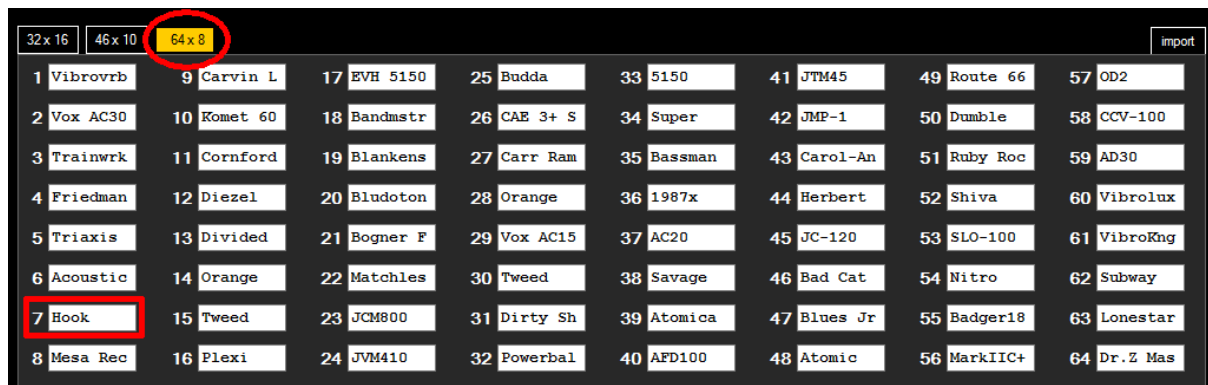 32 x 16 46 x 10 64 x 8 import
1 Vibrovrb 9 Carvin L 17 EVH 5150 25 Budda 33 5150 41 JTM45 49 Route 66 57 OD2
2 Vox AC30 10 Komet 60 18 Bandmstr 26 CAE 3+ S 34 Super 42 JMP-1 50 Dumble 58 CCV-100
3 Trainwrk 11 Cornford 19 Blankens 27 Carr Ram 35 Bassman 43 Carol-An 51 Ruby Roc 59 AD30
4 Friedman 12 Diezel 20 Bludoton 28 Orange 36 1987x 44 Herbert 52 Shiva 60 Vibrolux
5 Triaxis 13 Divided 21 Bogner F 29 Vox AC15 37 AC20 45 JC-120 53 SLO-100 61 VibroKng
6 Acoustic 14 Orange 22 Matchles 30 Tweed 38 Savage 46 Bad Cat 54 Nitro 62 Subway
7 Hook 15 Tweed 23 JCM800 31 Dirty Sh 39 Atomica 47 Blues Jr 55 Badger18 63 Lonestar
8 Mesa Rec 16 Plexi 24 JVM410 32 Powerbal 40 AFD100 48 Atomic 56 MarkIIC+ 64 Dr.Z Mas